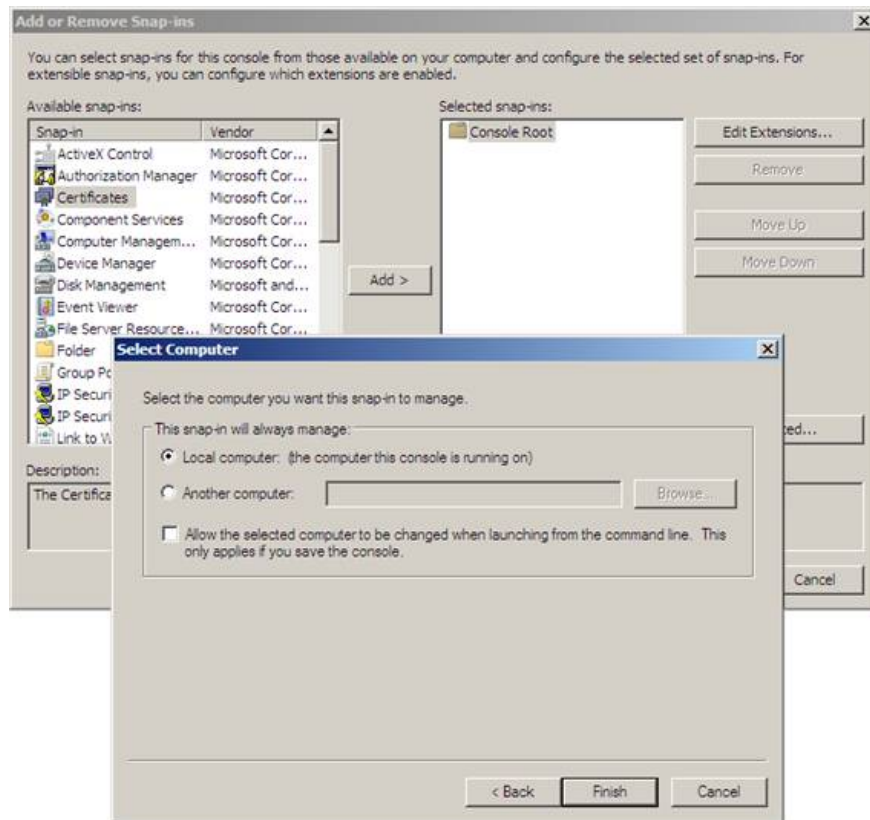 Add or Remove Snap-ins
You can select snap-ins for this console from those available on your computer and configure the selected set of snap-ins. For
extensible snap-ins, you can configure which extensions are enabled.
Available snap-ins:
Selected snap-ins:
Snap-in Vendor
Console Root
Edit Extensions...
ActiveX Control Microsoft Cor...
Authorization Manager Microsoft Cor...
Remove
Certificates Microsoft Cor...
Component Services Microsoft Cor...
Move Up
Computer Managem... Microsoft Cor...
Device Manager Microsoft Cor...
Move Down
Disk Management Microsoft and...
Add >
Event Viewer Microsoft Cor...
File Server Resource... Microsoft Cor...
Folder
Group Po
IP Securi
IP Securi
Link to W
ced...
Description:
The Certifica
Cancel
Select Computer
Select the computer you want this snap-in to manage.
This snap-in will always manage:
Local computer: (the computer this console is running on)
Another computer:
Browse...
Allow the selected computer to be changed when launching from the command line. This
only applies if you save the console.
< Back
Finish
Cancel